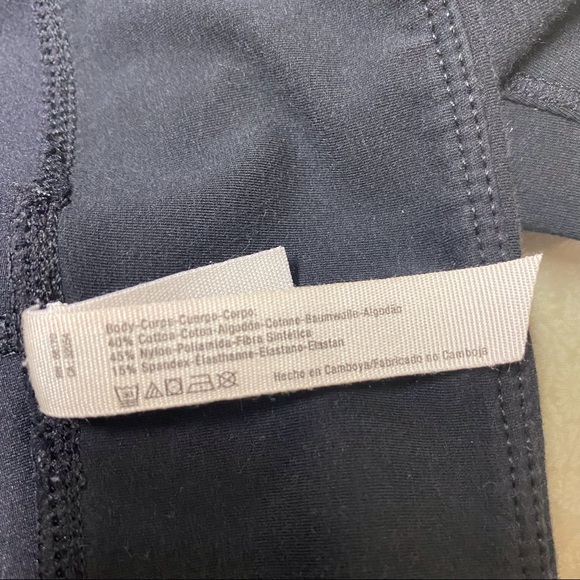 Body-Corps-Cuerpo-Corpo:
40% Cotton-Coton-Algodón-Cotone-Baumwolle-Algodão
45% Nylon-Poliamida-Fibra Sintética
15% Spandex-Élasthanne-Elastano-Elastan
Hecho en Camboya/Fabricado no Camboja